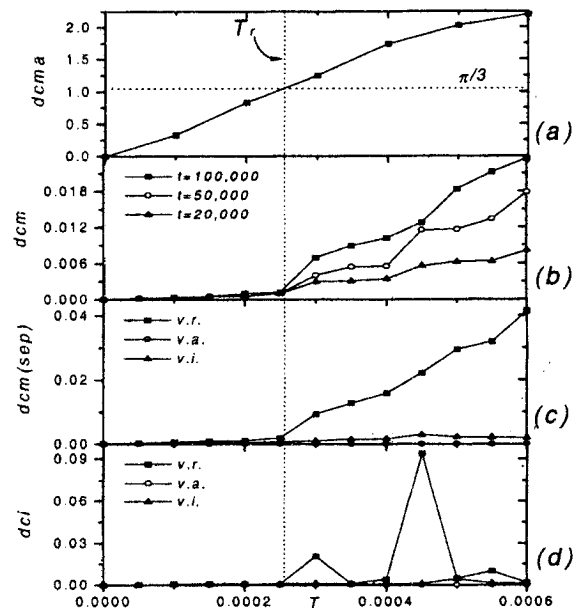 2.25
T_r
dcma
1.5
π/3
1.0
0.5
0.0
(a)
0.018
t=100,000
t=50,000
t=20,000
dcm
0.012
0.006
0.000
(b)
0.04
v.r.
v.a.
v.i.
dcm(sep)
0.02
0.00
(c)
0.09
v.r.
v.a.
v.i.
dci
0.06
0.03
0.00
(d)
0.0000
0.0002
T
0.0004
0.0006